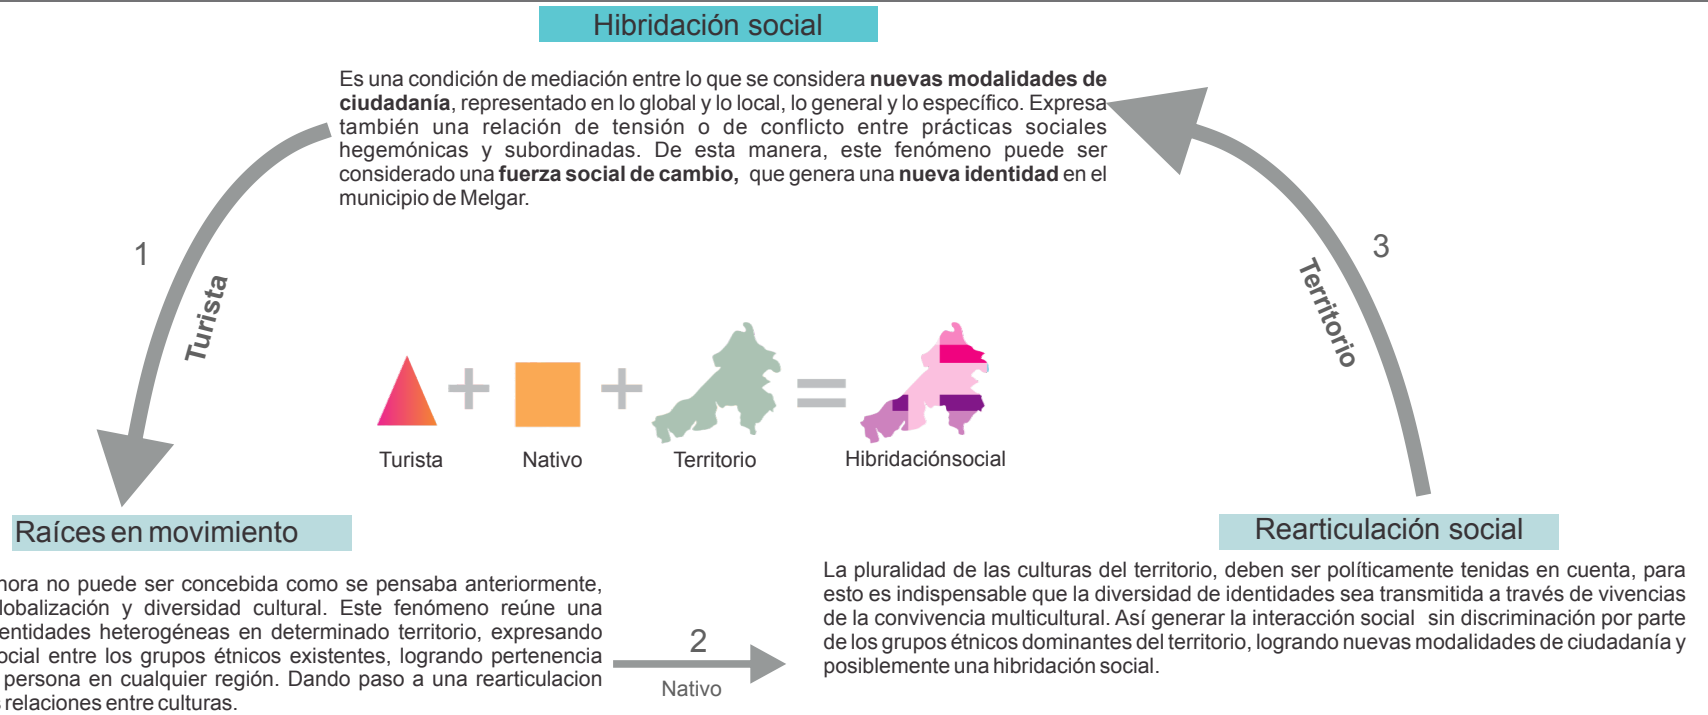 Hibridación social
Es una condición de mediación entre lo que se considera nuevas modalidades de
ciudadanía, representado en lo global y lo local, lo general y lo específico. Expresa
también una relación de tensión o de conflicto entre prácticas sociales
hegemónicas y subordinadas. De esta manera, este fenómeno puede ser
considerado una fuerza social de cambio, que genera una nueva identidad en el
municipio de Melgar.
1
Turista
3
Territorio
Turista
Nativo
Territorio
Hibridaciónsocial
Raíces en movimiento
hora no puede ser concebida como se pensaba anteriormente,
lobalización y diversidad cultural. Este fenómeno reúne una
entidades heterogéneas en determinado territorio, expresando
ocial entre los grupos étnicos existentes, logrando pertenencia
persona en cualquier región. Dando paso a una rearticulacion
s relaciones entre culturas.
2
Nativo
Rearticulación social
La pluralidad de las culturas del territorio, deben ser políticamente tenidas en cuenta, para
esto es indispensable que la diversidad de identidades sea transmitida a través de vivencias
de la convivencia multicultural. Así generar la interacción social sin discriminación por parte
de los grupos étnicos dominantes del territorio, logrando nuevas modalidades de ciudadanía y
posiblemente una hibridación social.